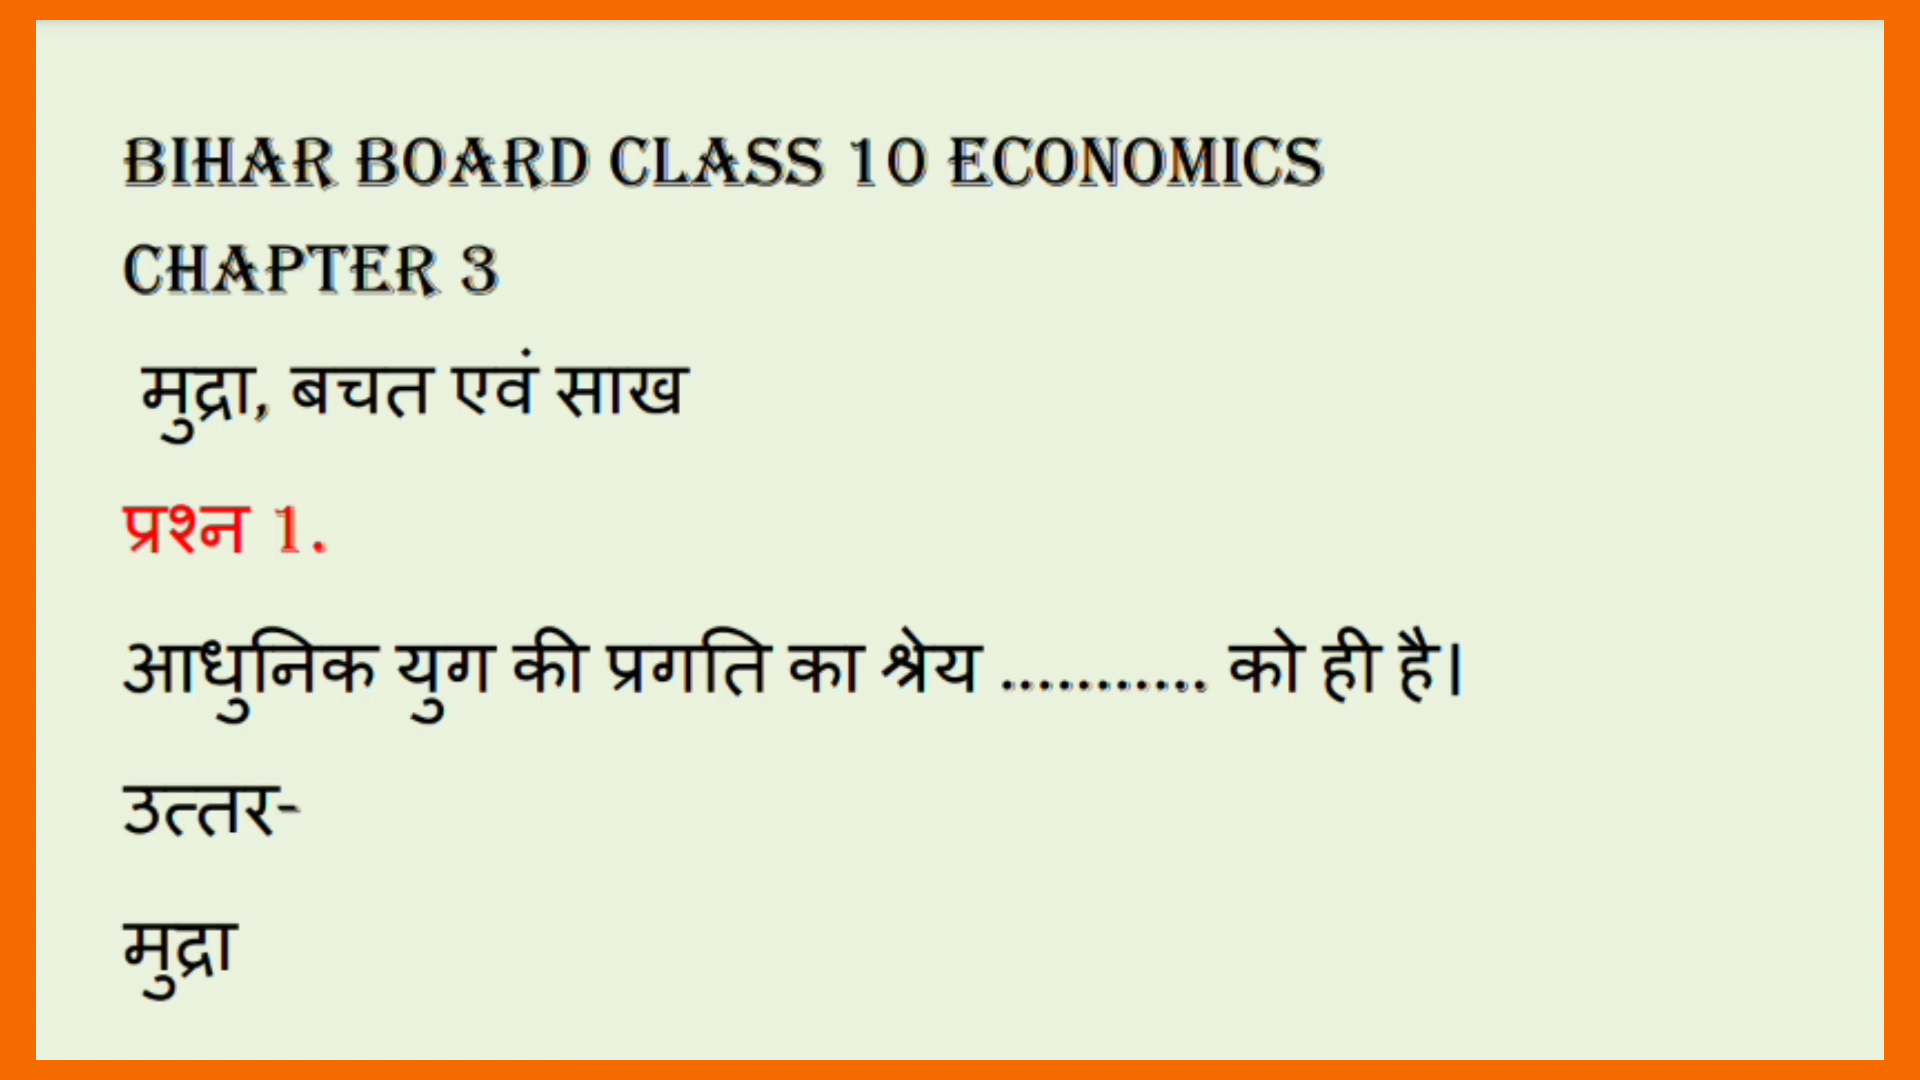 BIHAR BOARD CLASS 10 ECONOMICS
CHAPTER 3
मुद्रा, बचत एवं साख
प्रश्न 1.
आधुनिक युग की प्रगति का श्रेय ........... को ही है।
उत्तर-
मुद्रा